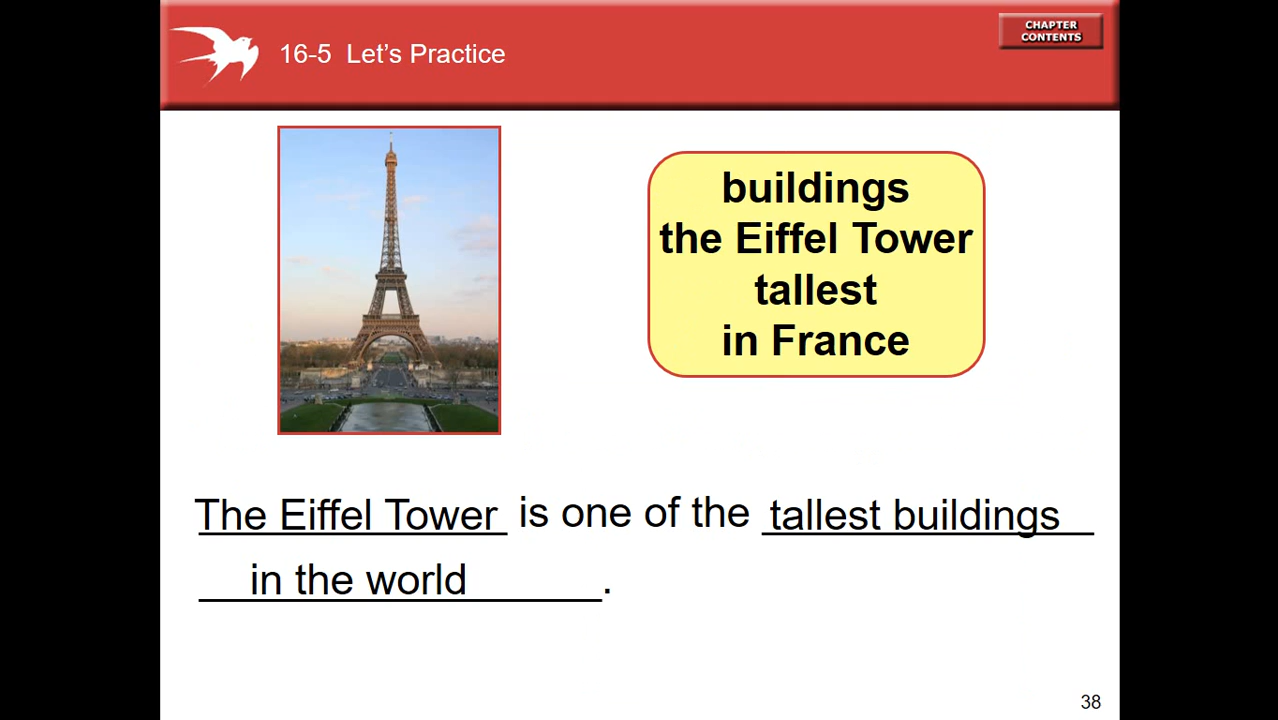 16-5 Let's Practice
CHAPTER
CONTENTS
buildings
the Eiffel Tower
tallest
in France
The Eiffel Tower is one of the tallest buildings
in the world.
38